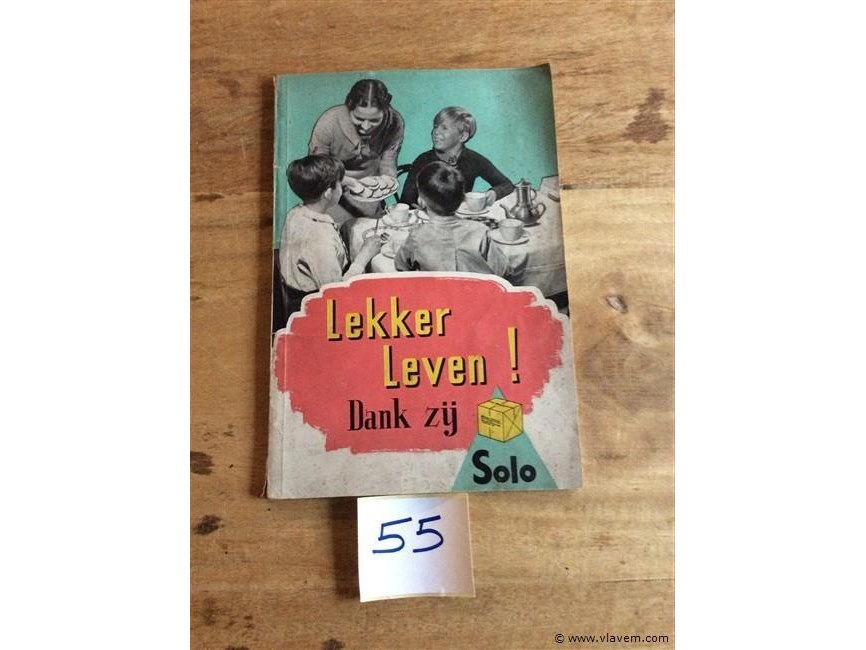 Lekker
Leven !
Dank zij
Solo
55
© www.vlavem.com